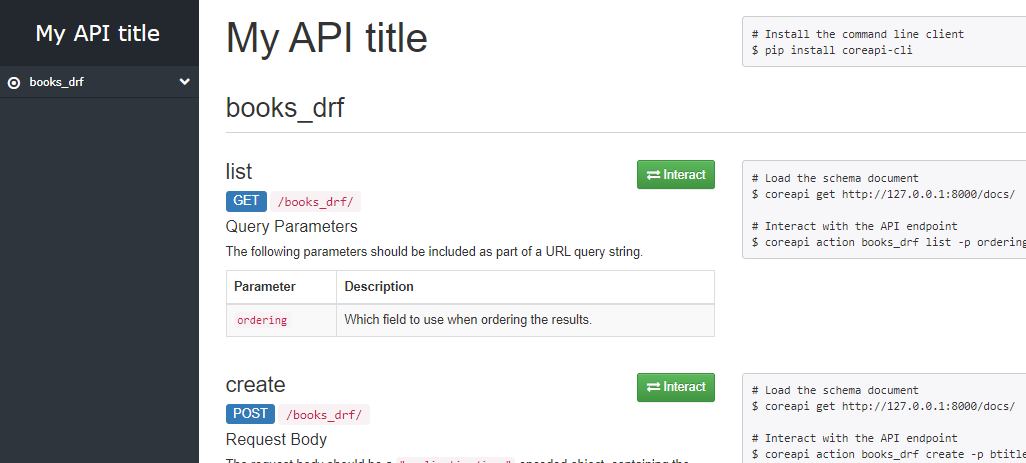 My API title
books_drf
My API title
books_drf
list
Interact
GET /books_drf/
Query Parameters
The following parameters should be included as part of a URL query string.
Parameter Description
ordering Which field to use when ordering the results.
create
Interact
POST /books_drf/
Request Body
The request body should be a "application/json" encoded object, containing the
# Install the command line client
$ pip install coreapi-cli
# Load the schema document
$ coreapi get http://127.0.0.1:8000/docs/
# Interact with the API endpoint
$ coreapi action books_drf list -p ordering
# Load the schema document
$ coreapi get http://127.0.0.1:8000/docs/
# Interact with the API endpoint
$ coreapi action books_drf create -p btitle